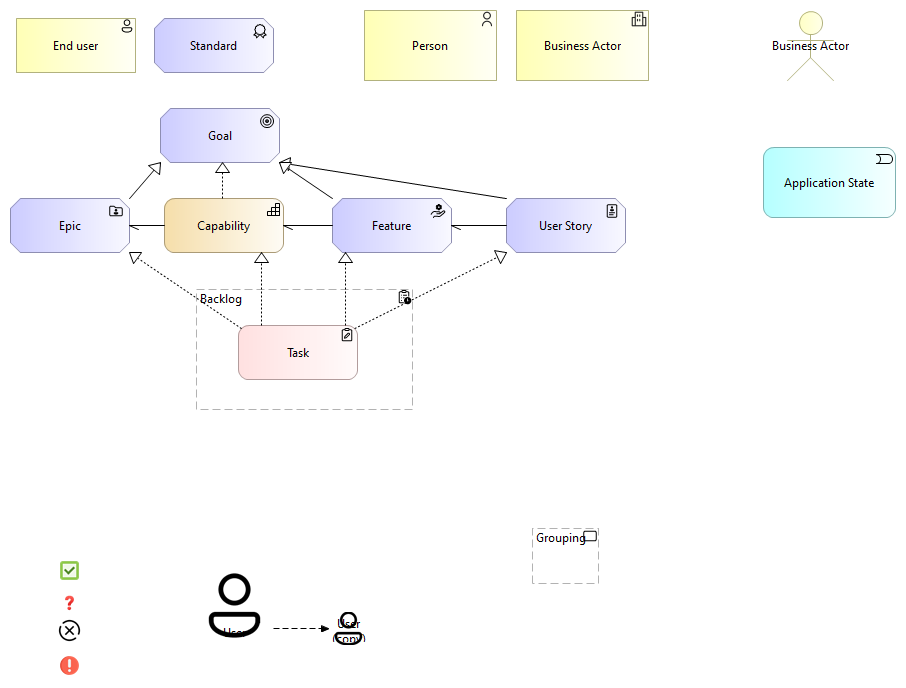 End user
Standard
Person
Business Actor
Business Actor
Goal
Application State
Epic
Capability
Feature
User Story
Backlog
Task
Grouping
User
User
(copy)